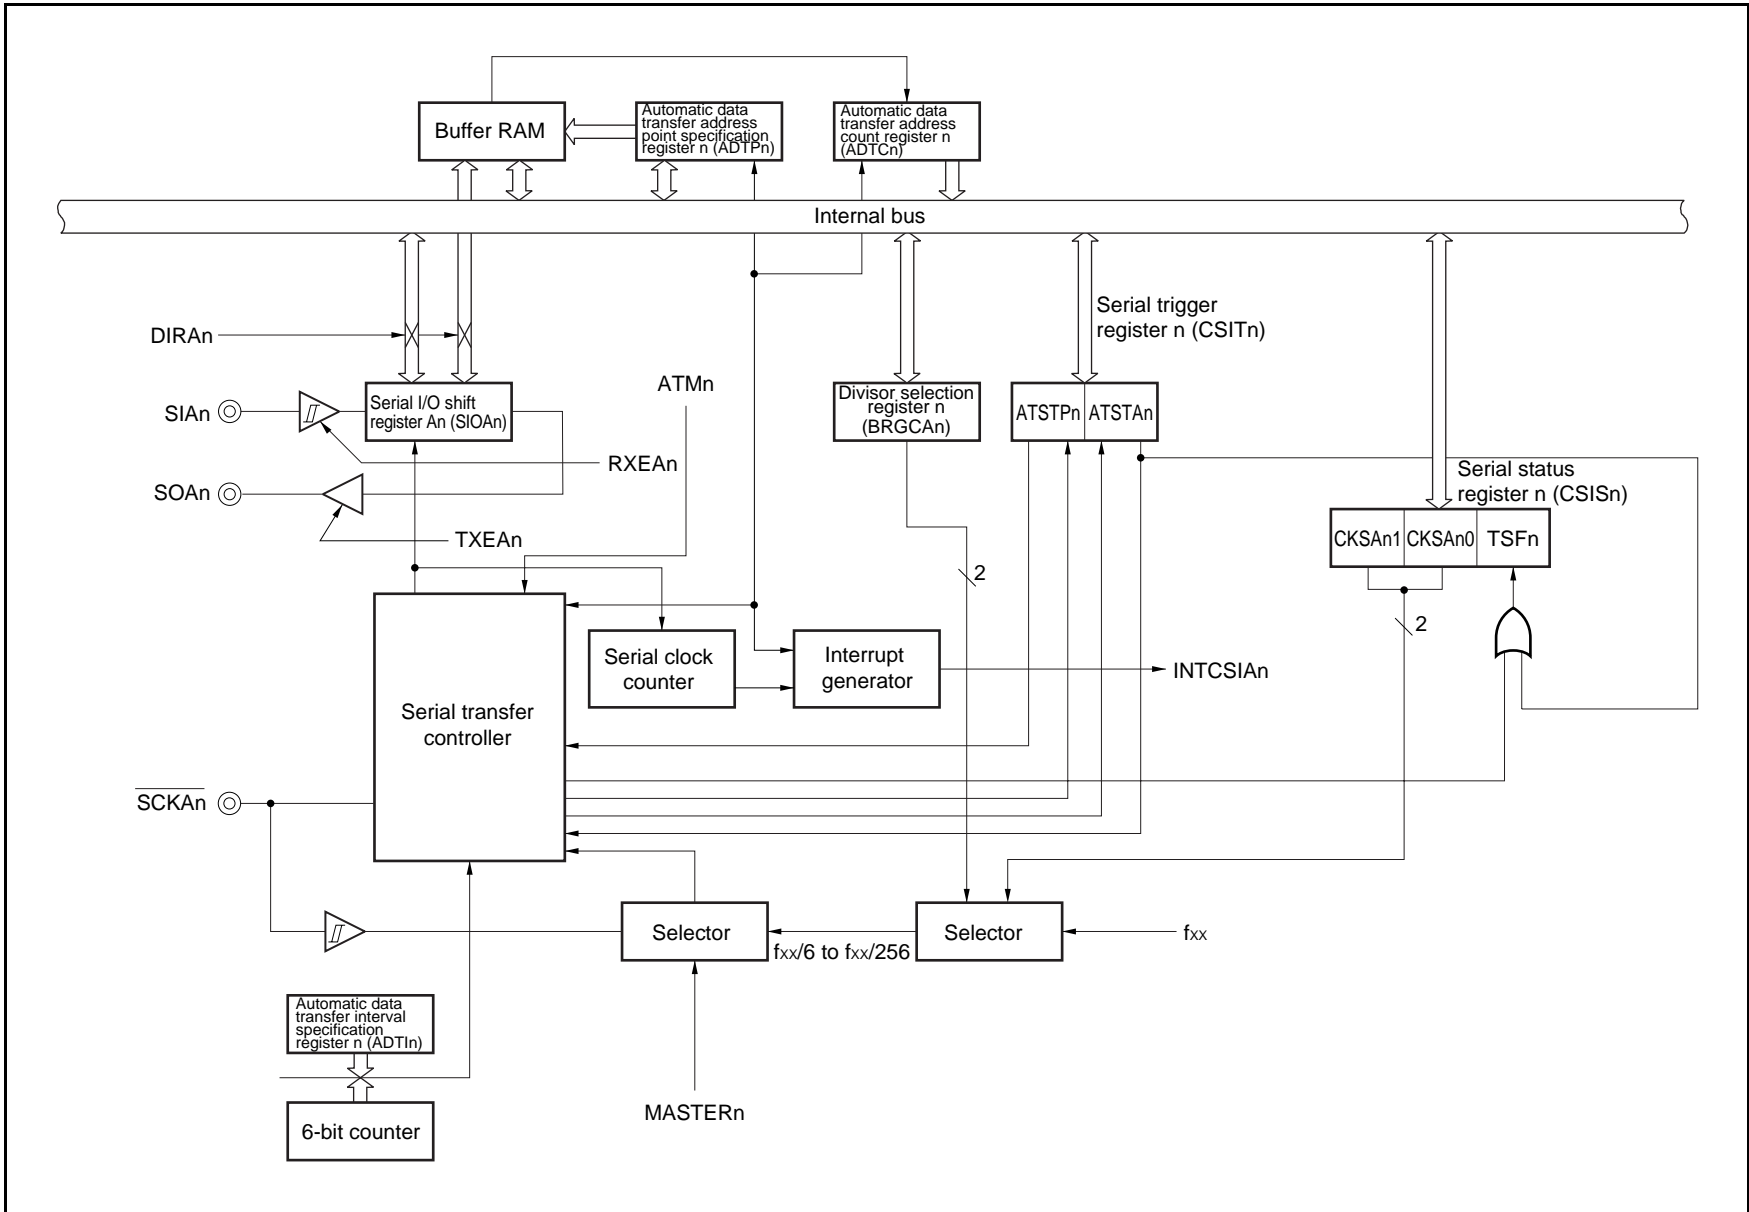 Buffer RAM
Automatic data
transfer address
point specification
register n (ADTPn)
Automatic data
transfer address
count register n
(ADTCn)
Internal bus
DIRAn
Serial trigger
register n (CSITn)
ATMn
SIAn
Serial I/O shift
register An (SIOAn)
Divisor selection
register n
(BRGCAn)
ATSTPn
ATSTAn
RXEAn
SOAn
Serial status
register n (CSISn)
TXEAn
CKSAn1
CKSAn0
TSFn
2
2
Serial clock
counter
Interrupt
generator
INTCSIAn
Serial transfer
controller
SCKAn
Selector
fxx/6 to fxx/256
Selector
fxx
Automatic data
transfer interval
specification
register n (ADTIn)
MASTERn
6-bit counter